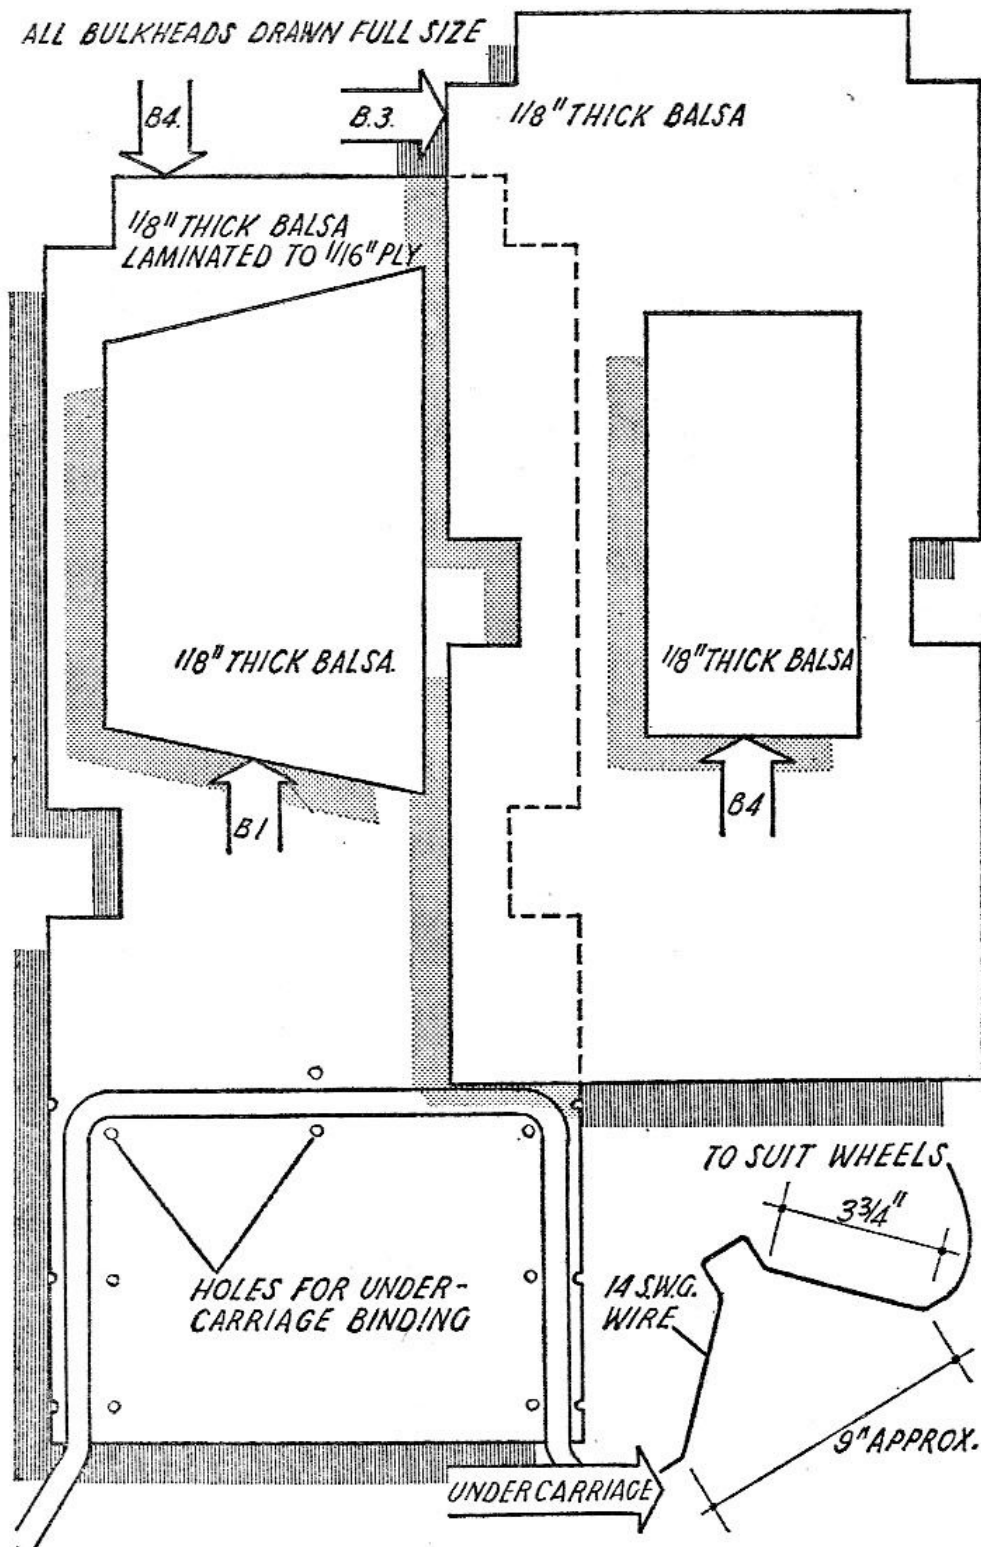 ALL BULKHEADS DRAWN FULL SIZE
B4.
B.3.
1/8" THICK BALSA
1/8" THICK BALSA
LAMINATED TO 1/16" PLY
1/8" THICK BALSA.
1/8" THICK BALSA
B1
B4
TO SUIT WHEELS
3 3/4"
HOLES FOR UNDER-
CARRIAGE BINDING
14 S.W.G.
WIRE
9" APPROX.
UNDERCARRIAGE